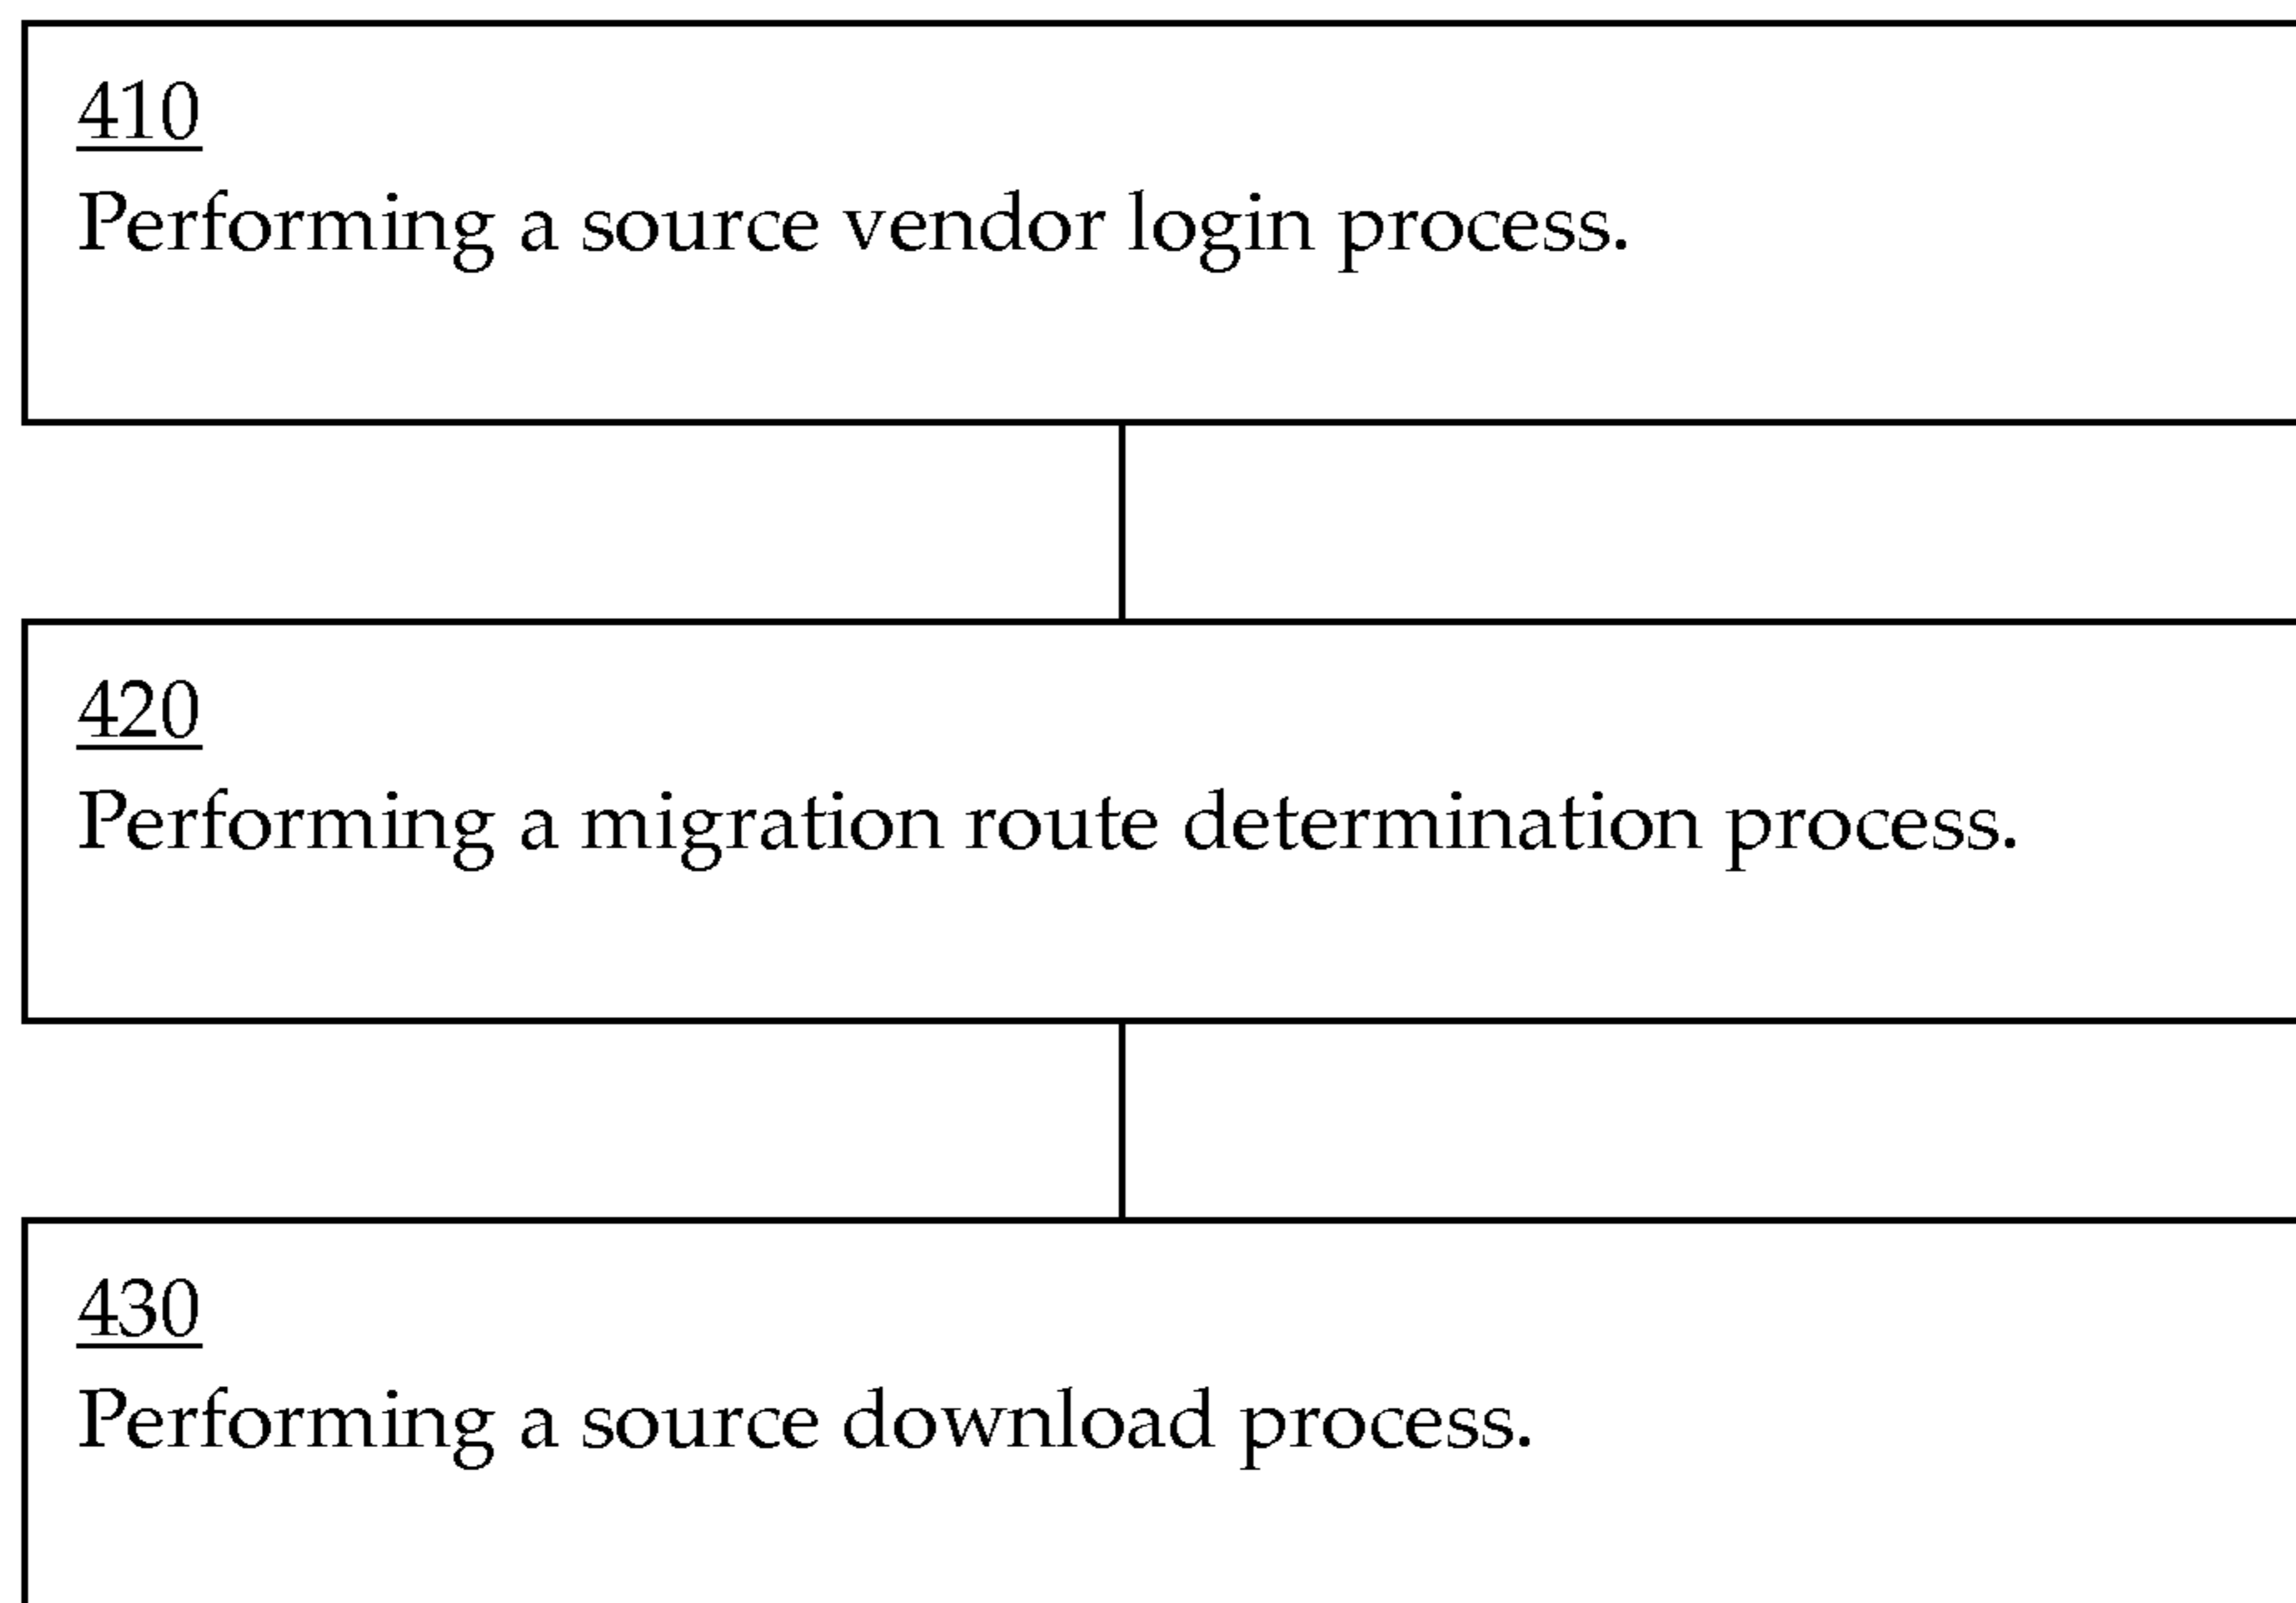 410
Performing a source vendor login process.
420
Performing a migration route determination process.
430
Performing a source download process.